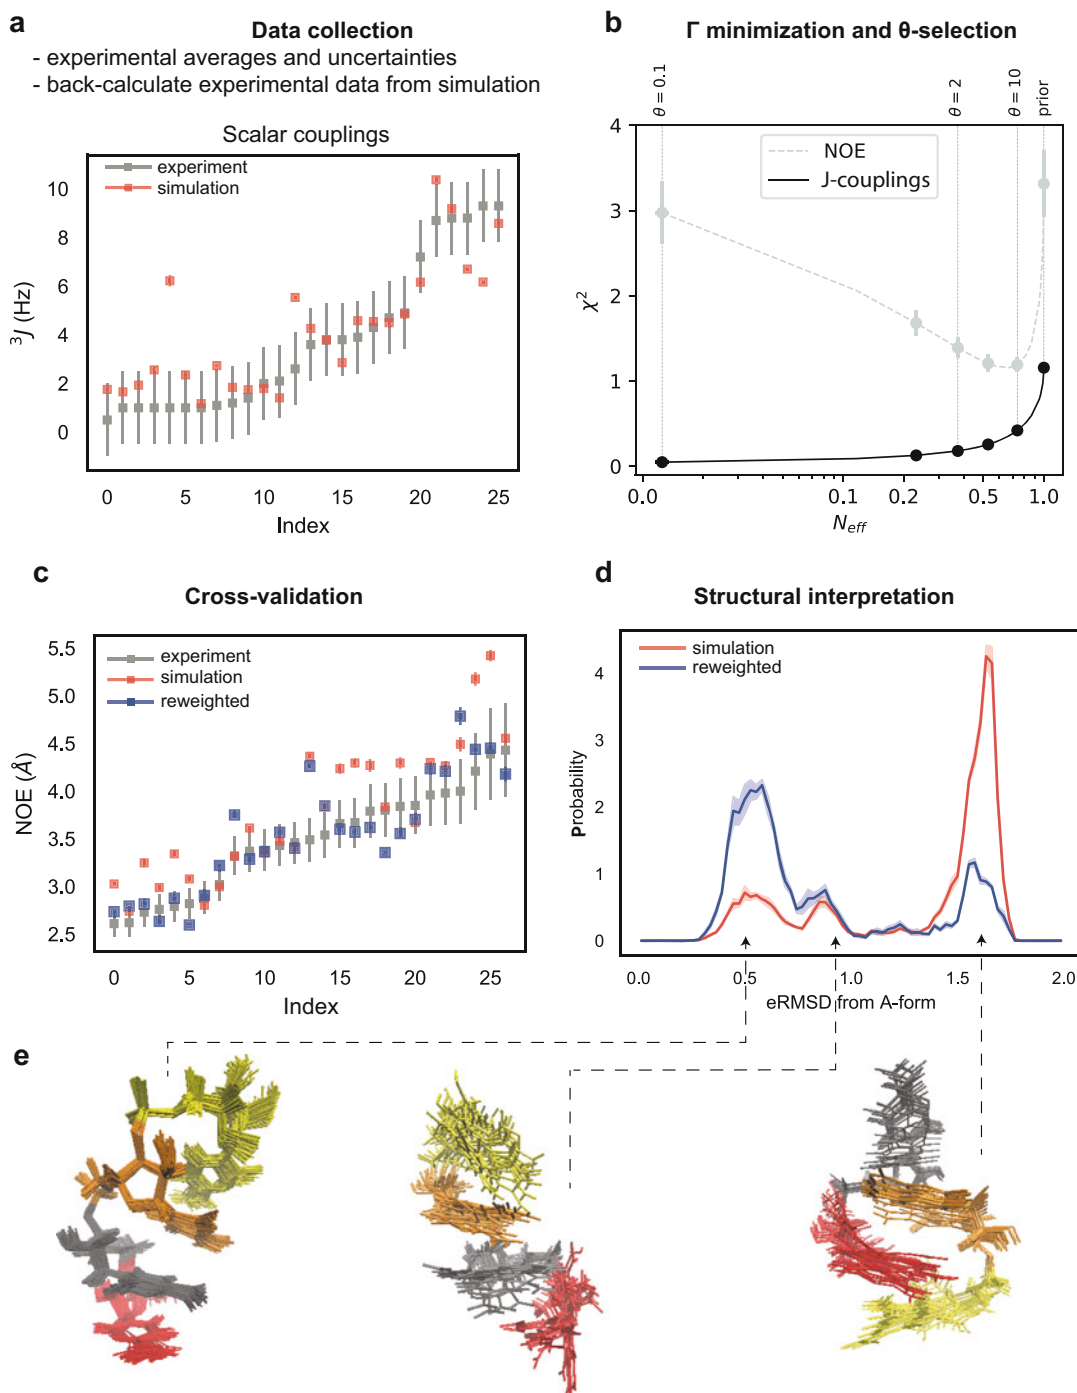 a
Data collection
- experimental averages and uncertainties
- back-calculate experimental data from simulation
Scalar couplings
experiment
simulation
10
8
6
4
2
0
³J (Hz)
0 5 10 15 20 25
Index
b
Γ minimization and θ-selection
θ = 0.1
θ = 2
θ = 10
prior
NOE
J-couplings
4
3
2
1
0
χ²
0.0 0.1 0.2 0.5 1.0
N_eff
c
Cross-validation
experiment
simulation
reweighted
5.5
5.0
4.5
4.0
3.5
3.0
2.5
NOE (Å)
0 5 10 15 20 25
Index
d
Structural interpretation
simulation
reweighted
4
3
2
1
0
Probability
0.0 0.5 1.0 1.5 2.0
eRMSD from A-form
e